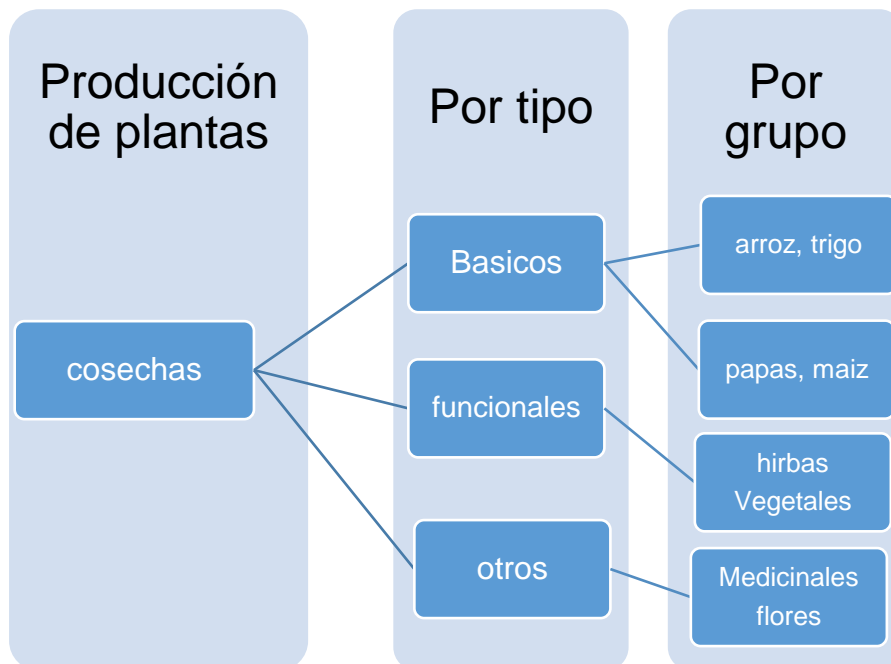 Producción
de plantas
cosechas
Por tipo
Basicos
funcionales
otros
Por
grupo
arroz, trigo
papas, maiz
hirbas
Vegetales
Medicinales
flores